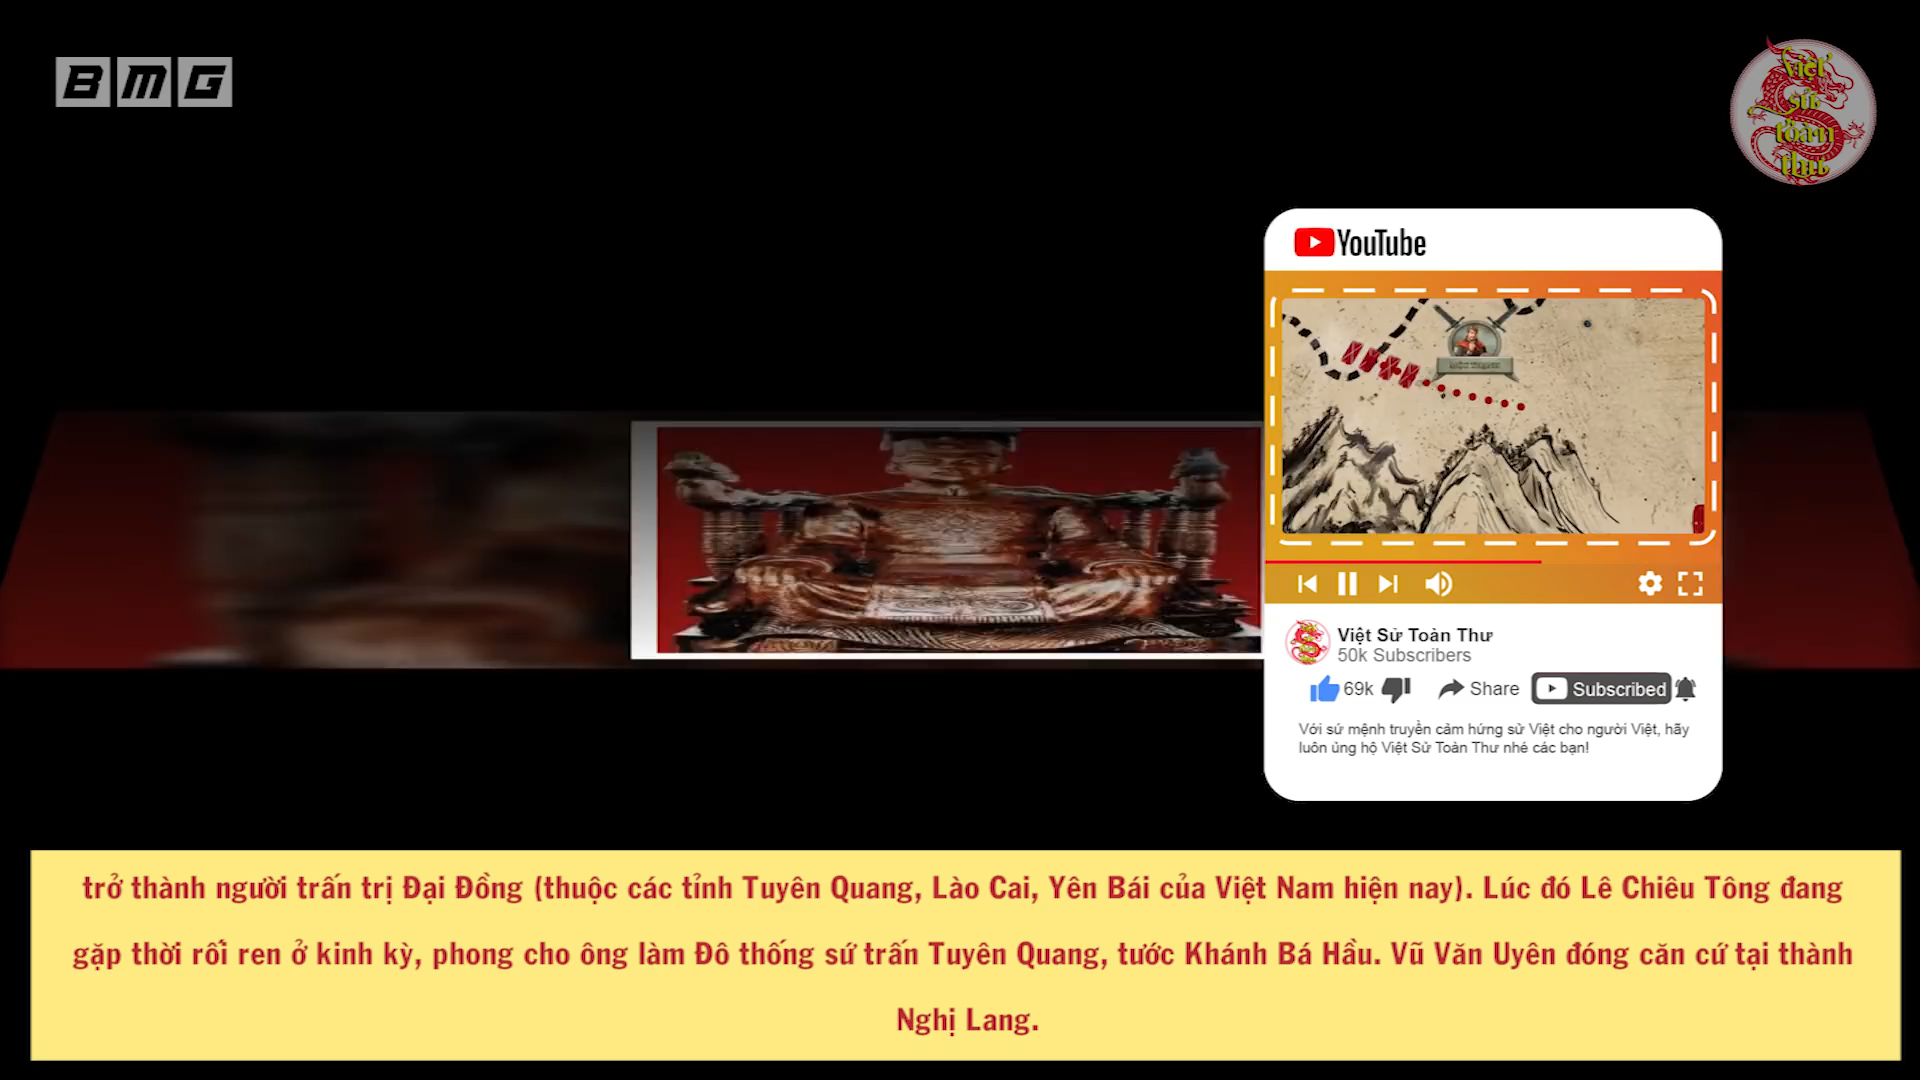 BMG
Việt
sử
toàn
thư
YouTube
Việt Sử Toàn Thư
50k Subscribers
69k
Share
Subscribed
Với sứ mệnh truyền cảm hứng sử Việt cho người Việt, hãy
luôn ủng hộ Việt Sử Toàn Thư nhé các bạn!
trở thành người trấn trị Đại Đồng (thuộc các tỉnh Tuyên Quang, Lào Cai, Yên Bái của Việt Nam hiện nay). Lúc đó Lê Chiêu Tông đang
gặp thời rối ren ở kinh kỳ, phong cho ông làm Đô thống sứ trấn Tuyên Quang, tước Khánh Bá Hầu. Vũ Văn Uyên đóng căn cứ tại thành
Nghị Lang.